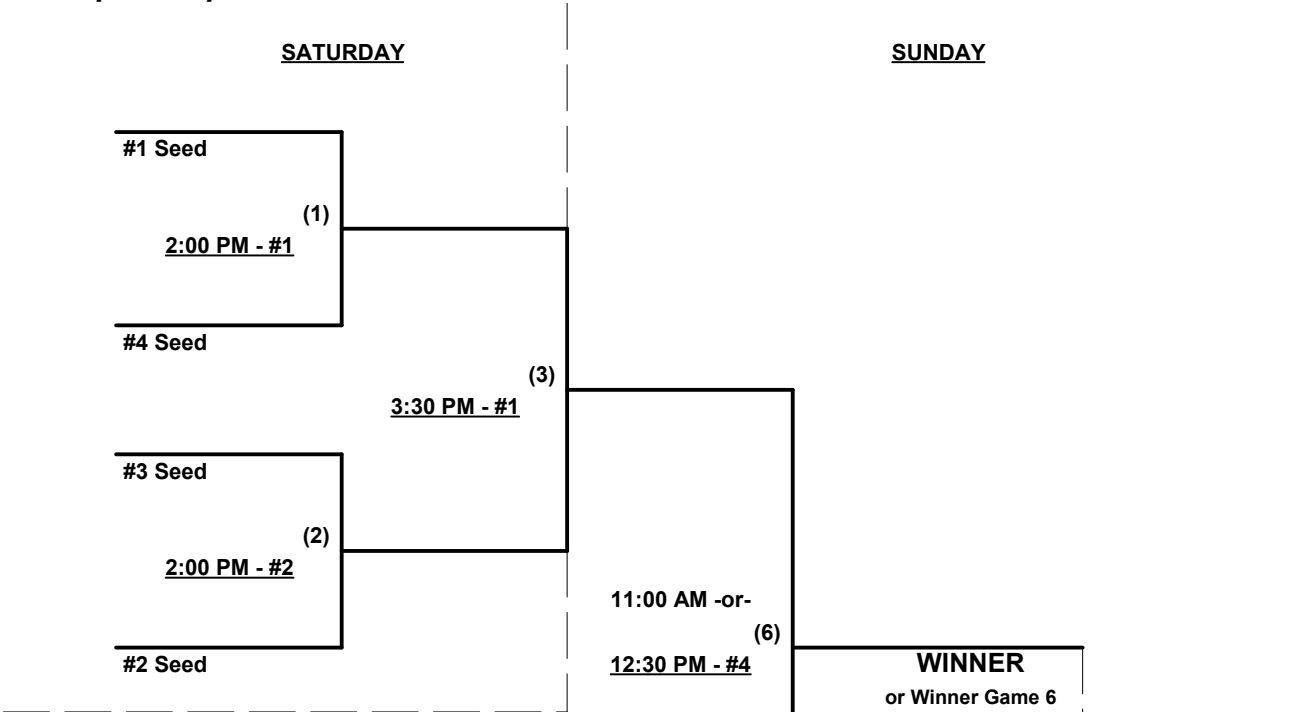 SATURDAY
SUNDAY
#1 Seed
(1)
2:00 PM - #1
#4 Seed
(3)
3:30 PM - #1
#3 Seed
(2)
2:00 PM - #2
11:00 AM -or-
(6)
#2 Seed
12:30 PM - #4
WINNER
or Winner Game 6